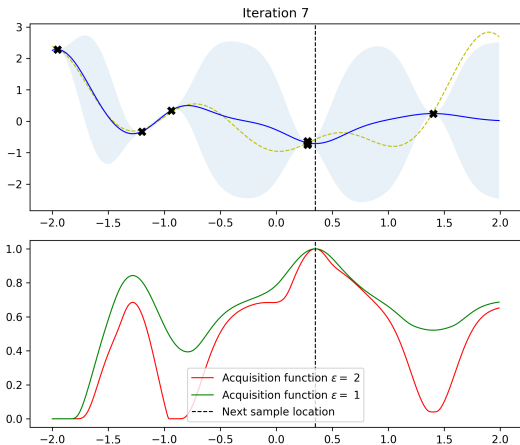 Iteration 7
3
2
1
0
−1
−2
−2.0 −1.5 −1.0 −0.5 0.0 0.5 1.0 1.5 2.0
1.0
0.8
0.6
0.4
0.2
0.0
Acquisition function ε = 2
Acquisition function ε = 1
Next sample location
−2.0 −1.5 −1.0 −0.5 0.0 0.5 1.0 1.5 2.0